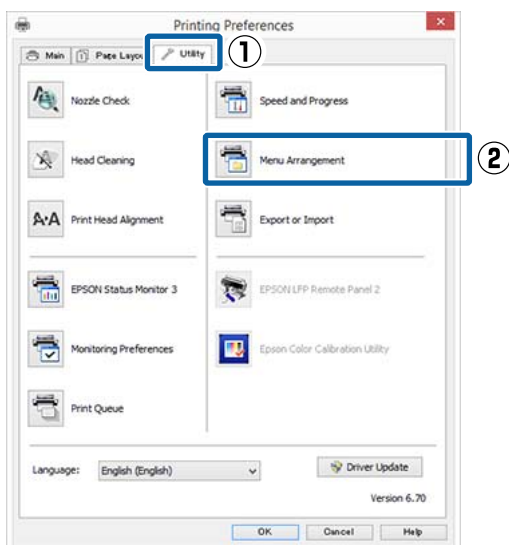 Printing Preferences
Main
Page Layou
Utility
①
Nozzle Check
Speed and Progress
Head Cleaning
Menu Arrangement
②
A·A
Print Head Alignment
Export or Import
EPSON Status Monitor 3
EPSON LFP Remote Panel 2
Monitoring Preferences
Epson Color Calibration Utility
Print Queue
Language:
English (English)
Driver Update
Version 6.70
OK
Cancel
Help